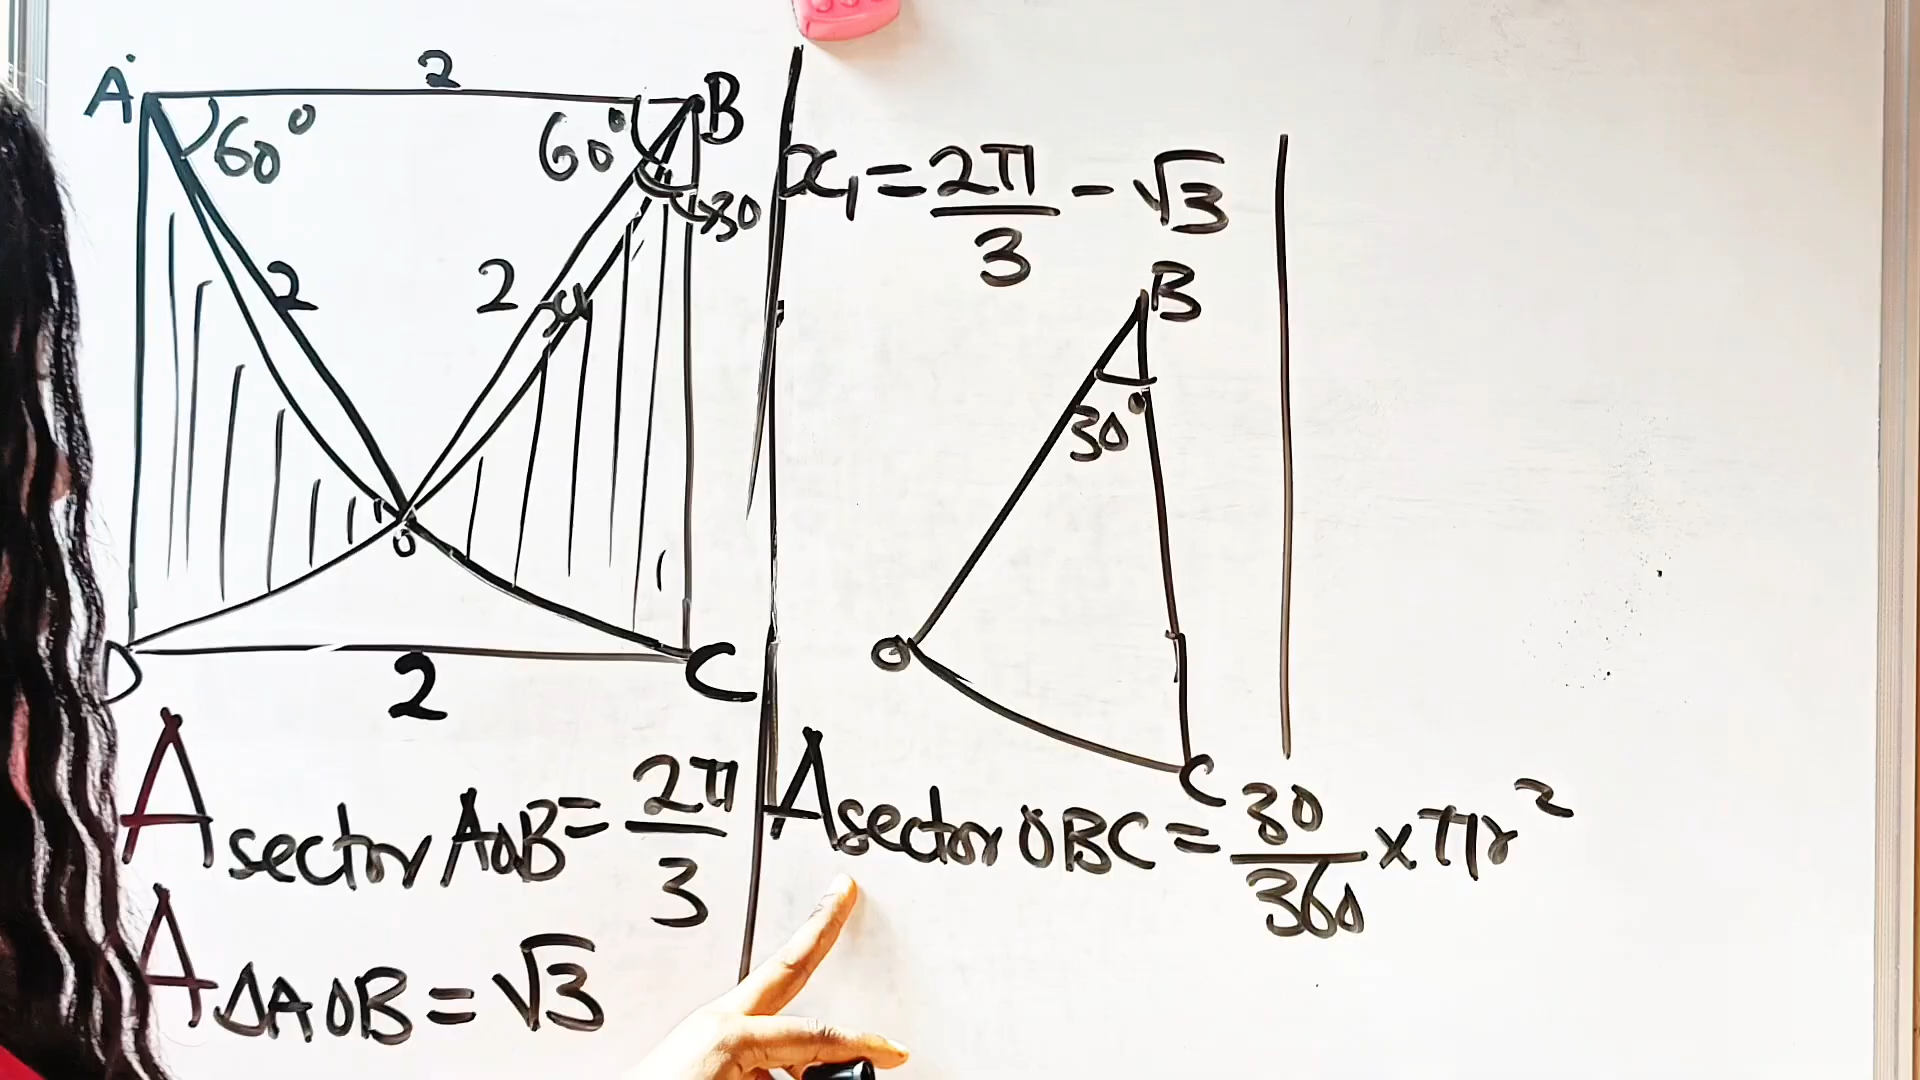 A 2 B
60° 60° 30
2 2 x₁
O
D 2 C
A sector AOB = 2π/3
A ΔAOB = √3
x₁ = 2π/3 - √3
B
30°
O
C
A sector OBC = 30/360 × πr²